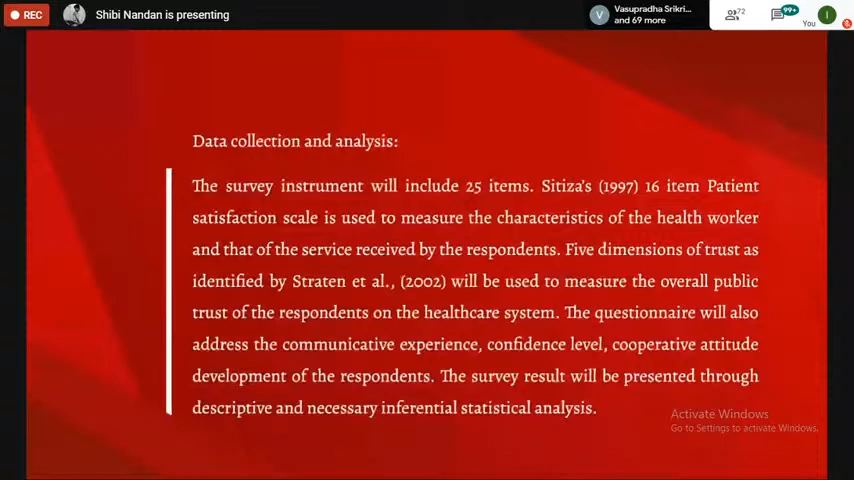 REC
Shibi Nandan is presenting
V
Vasupradha Srikri...
and 69 more
72
99+
You
I
Data collection and analysis:
The survey instrument will include 25 items. Sitiza's (1997) 16 item Patient
satisfaction scale is used to measure the characteristics of the health worker
and that of the service received by the respondents. Five dimensions of trust as
identified by Straten et al., (2002) will be used to measure the overall public
trust of the respondents on the healthcare system. The questionnaire will also
address the communicative experience, confidence level, cooperative attitude
development of the respondents. The survey result will be presented through
descriptive and necessary inferential statistical analysis.
Activate Windows
Go to Settings to activate Windows.